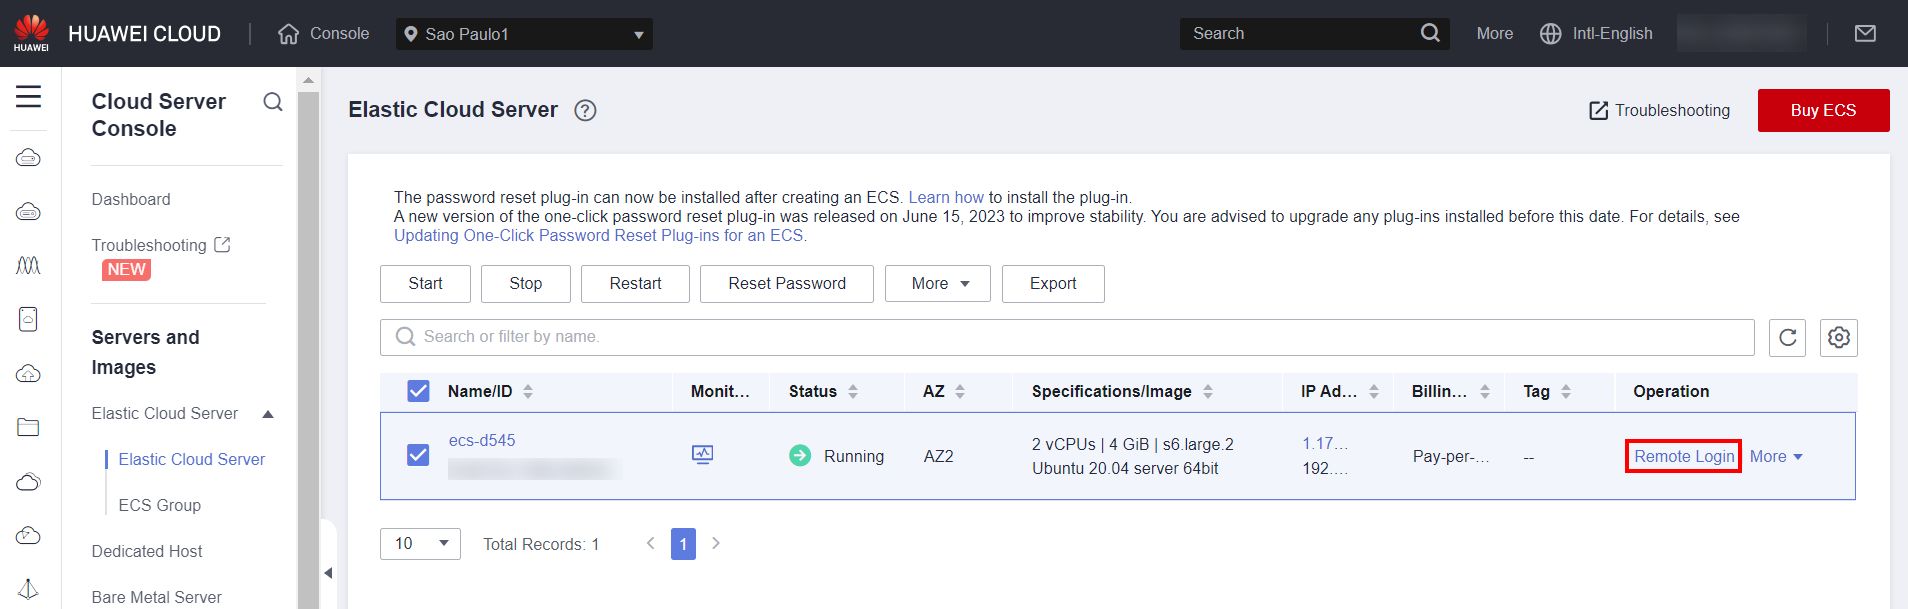 HUAWEI
HUAWEI CLOUD
Console
Sao Paulo1
Search
More
Intl-English
Cloud Server
Console
Dashboard
Troubleshooting
NEW
Servers and
Images
Elastic Cloud Server
Elastic Cloud Server
ECS Group
Dedicated Host
Bare Metal Server
Elastic Cloud Server
Troubleshooting
Buy ECS
The password reset plug-in can now be installed after creating an ECS. Learn how to install the plug-in.
A new version of the one-click password reset plug-in was released on June 15, 2023 to improve stability. You are advised to upgrade any plug-ins installed before this date. For details, see
Updating One-Click Password Reset Plug-ins for an ECS.
Start
Stop
Restart
Reset Password
More
Export
Search or filter by name.
Name/ID
Monit...
Status
AZ
Specifications/Image
IP Ad...
Billin...
Tag
Operation
ecs-d545
Running
AZ2
2 vCPUs | 4 GiB | s6.large.2
Ubuntu 20.04 server 64bit
1.17...
192....
Pay-per-...
--
Remote Login
More
10
Total Records: 1
1